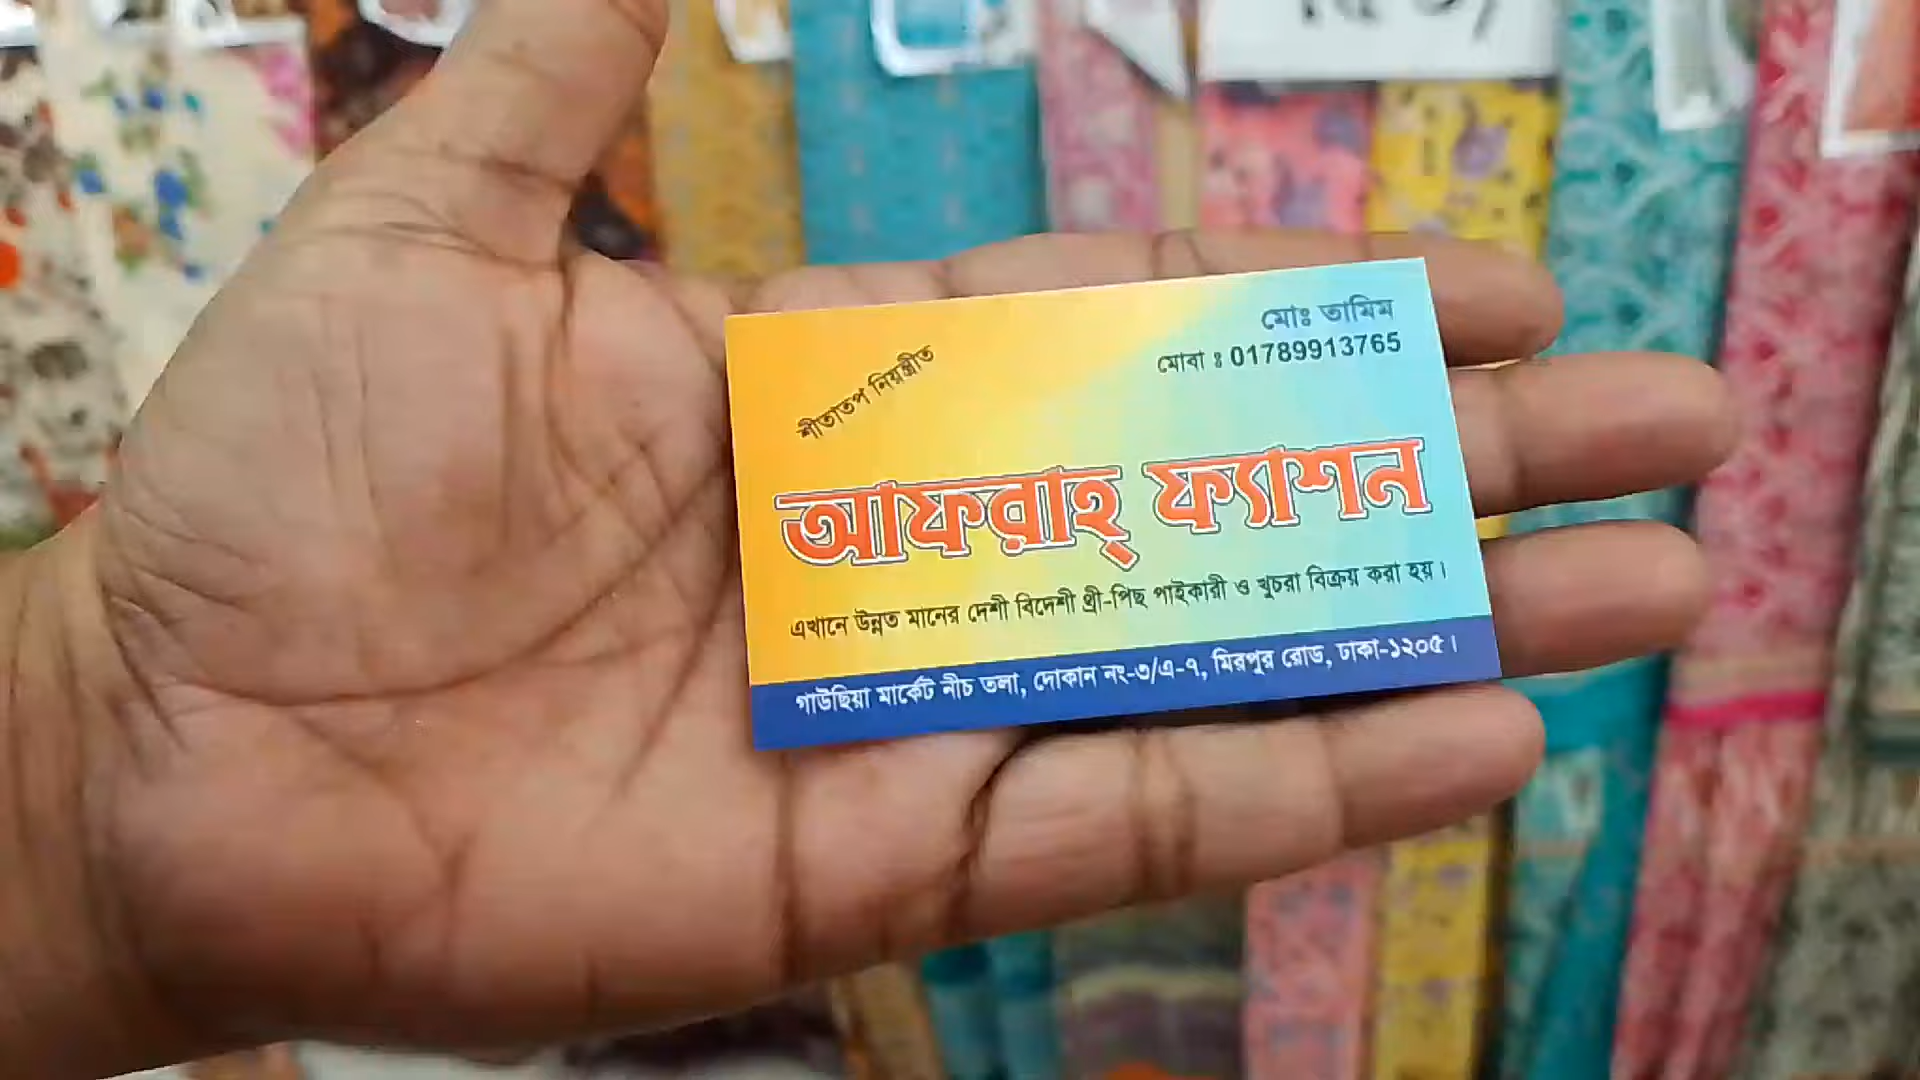 মোঃ তামিম
মোবা ঃ 01789913765
শীতাতপ নিয়ন্ত্রীত
আফরাহ্ ফ্যাশন
এখানে উন্নত মানের দেশী বিদেশী থ্রী-পিছ পাইকারী ও খুচরা বিক্রয় করা হয়।
গাউছিয়া মার্কেট নীচ তলা, দোকান নং-৩/এ-৭, মিরপুর রোড, ঢাকা-১২০৫।